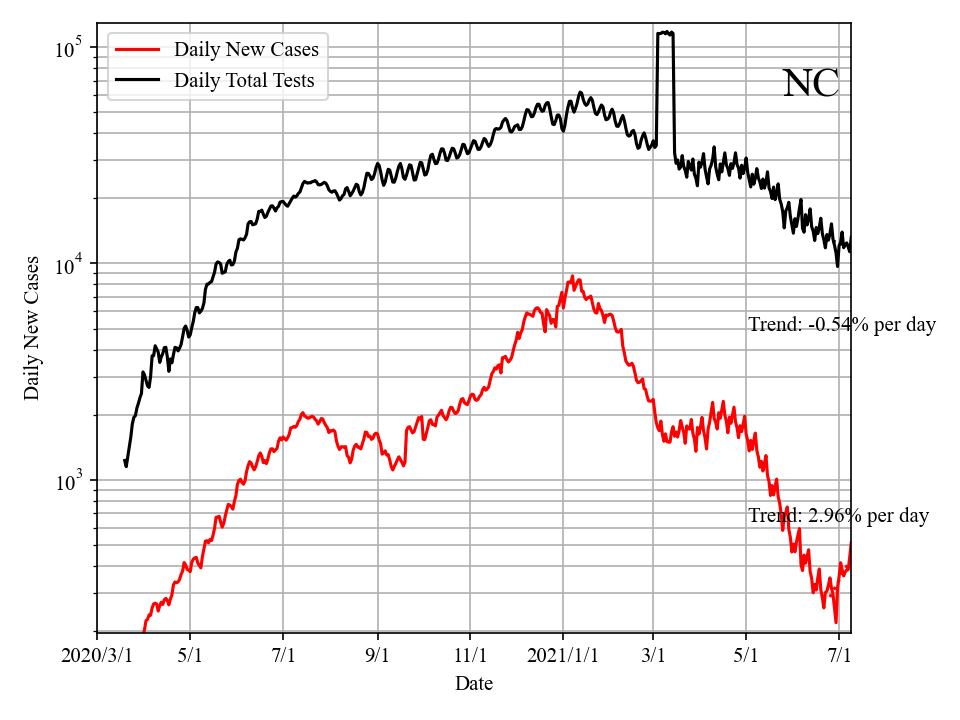 Daily New Cases
Daily Total Tests
NC
10^5
10^4
10^3
Daily New Cases
Trend: -0.54% per day
Trend: 2.96% per day
2020/3/1 5/1 7/1 9/1 11/1 2021/1/1 3/1 5/1 7/1
Date